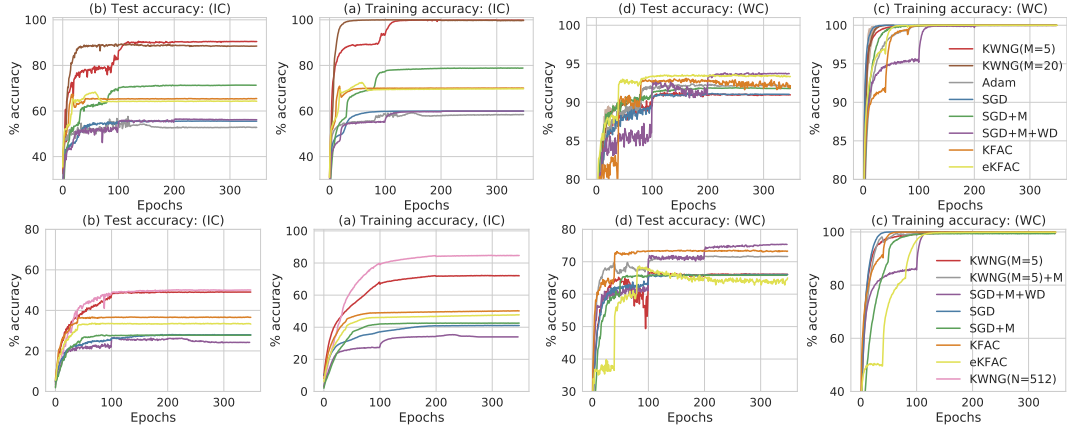 (b) Test accuracy: (IC)
% accuracy
100
80
60
40
0
100
200
300
Epochs
(a) Training accuracy: (IC)
% accuracy
100
80
60
40
0
100
200
300
Epochs
(d) Test accuracy: (WC)
% accuracy
100
95
90
85
80
0
100
200
300
Epochs
(c) Training accuracy: (WC)
% accuracy
100
95
90
85
80
0
100
200
300
Epochs
KWNG(M=5)
KWNG(M=20)
Adam
SGD
SGD+M
SGD+M+WD
KFAC
eKFAC
(b) Test accuracy: (IC)
% accuracy
80
60
40
20
0
0
100
200
300
Epochs
(a) Training accuracy, (IC)
% accuracy
100
80
60
40
20
0
0
100
200
300
Epochs
(d) Test accuracy: (WC)
% accuracy
80
70
60
50
40
30
0
100
200
300
Epochs
(c) Training accuracy: (WC)
% accuracy
100
80
60
40
0
100
200
300
Epochs
KWNG(M=5)
KWNG(M=5)+M
SGD+M+WD
SGD
SGD+M
KFAC
eKFAC
KWNG(N=512)